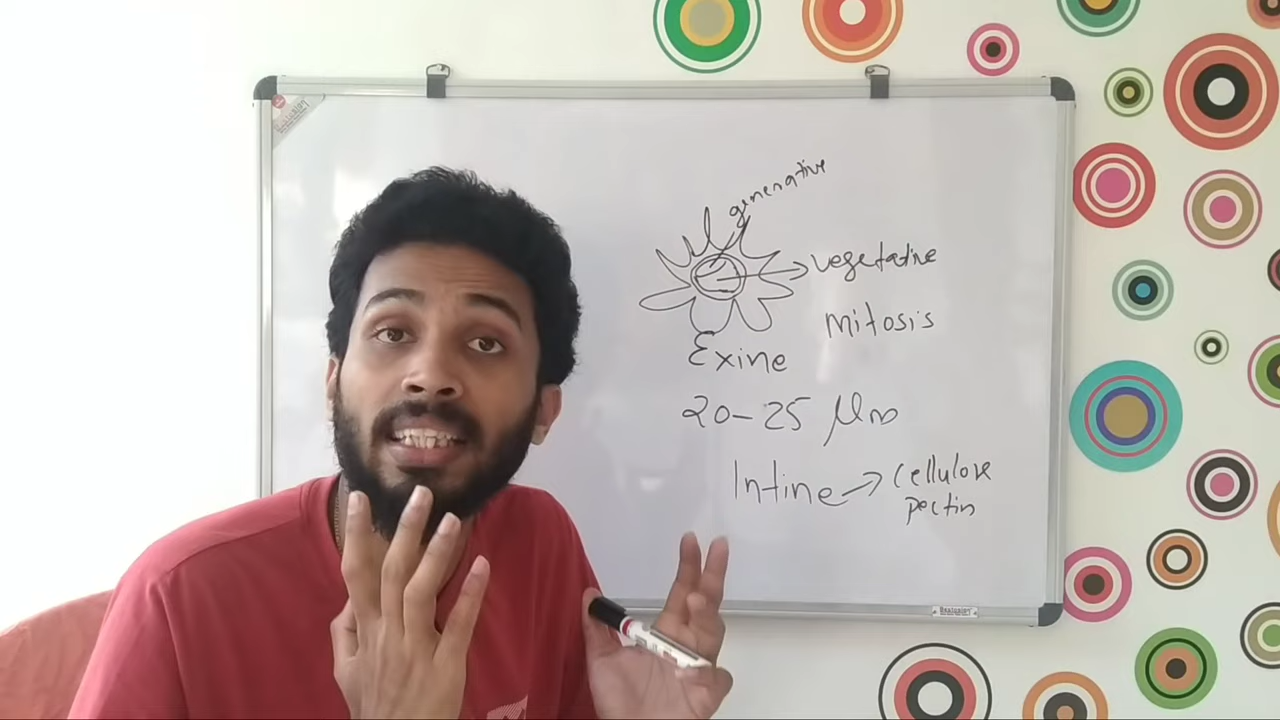 generative
vegetative
mitosis
Exine
20-25 μm
Intine → cellulose
pectin